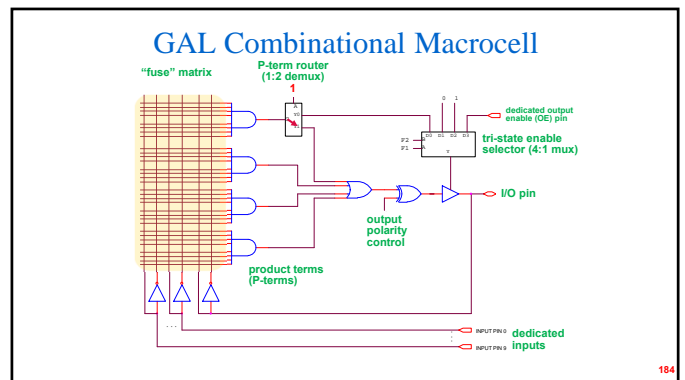 GAL Combinational Macrocell
"fuse" matrix
P-term router
(1:2 demux)
1
A
Y0
Y1
0 1
dedicated output
enable (OE) pin
D0 D1 D2 D3
F2
B
F1
A
Y
tri-state enable
selector (4:1 mux)
I/O pin
output
polarity
control
product terms
(P-terms)
. . .
INPUT PIN 0
dedicated
inputs
INPUT PIN 9
184